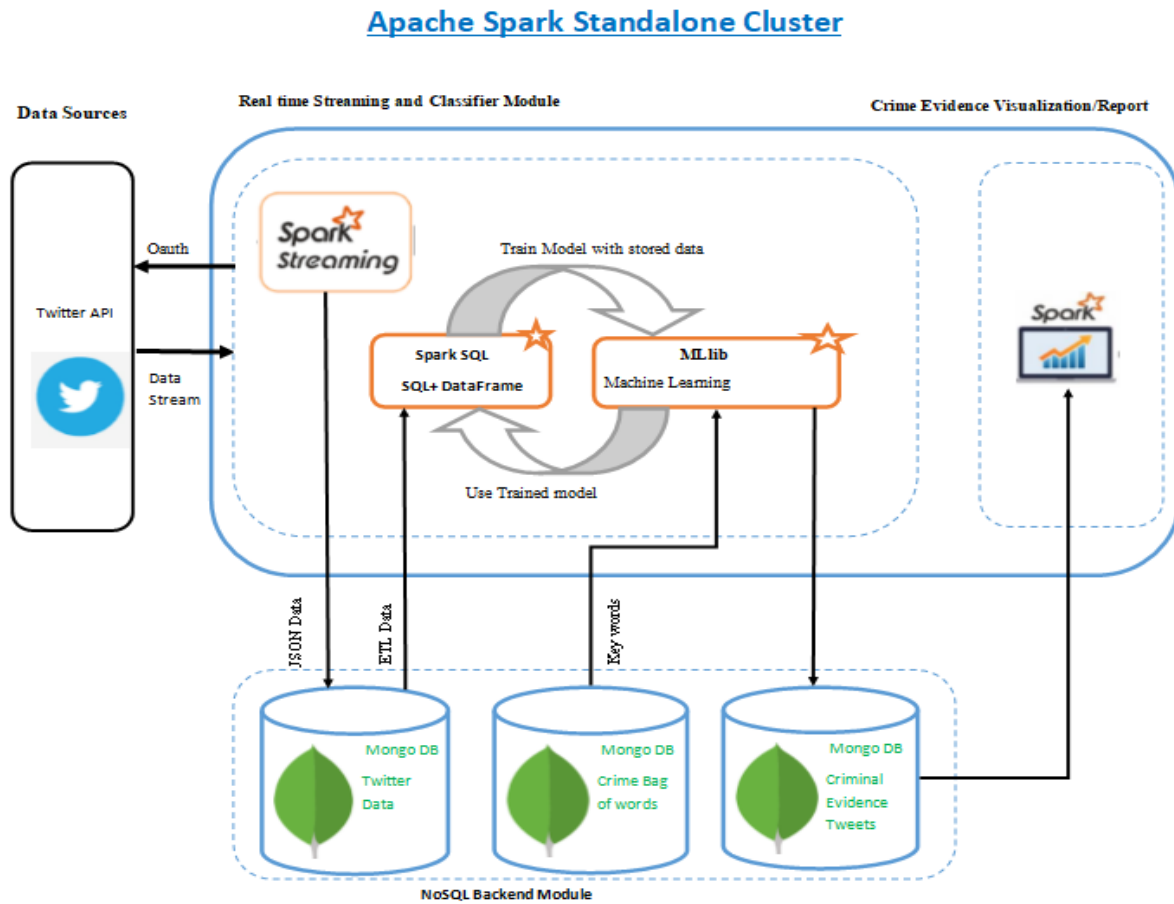 Apache Spark Standalone Cluster
Real time Streaming and Classifier Module
Crime Evidence Visualization/Report
Data Sources
Spark
Streaming
Oauth
Train Model with stored data
Twitter API
Spark
Spark SQL
SQL+ DataFrame
MLlib
Machine Learning
Data
Stream
Use Trained model
JSON Data
ETL Data
Key words
Mongo DB
Twitter
Data
Mongo DB
Crime Bag
of words
Mongo DB
Criminal
Evidence
Tweets
NoSQL Backend Module